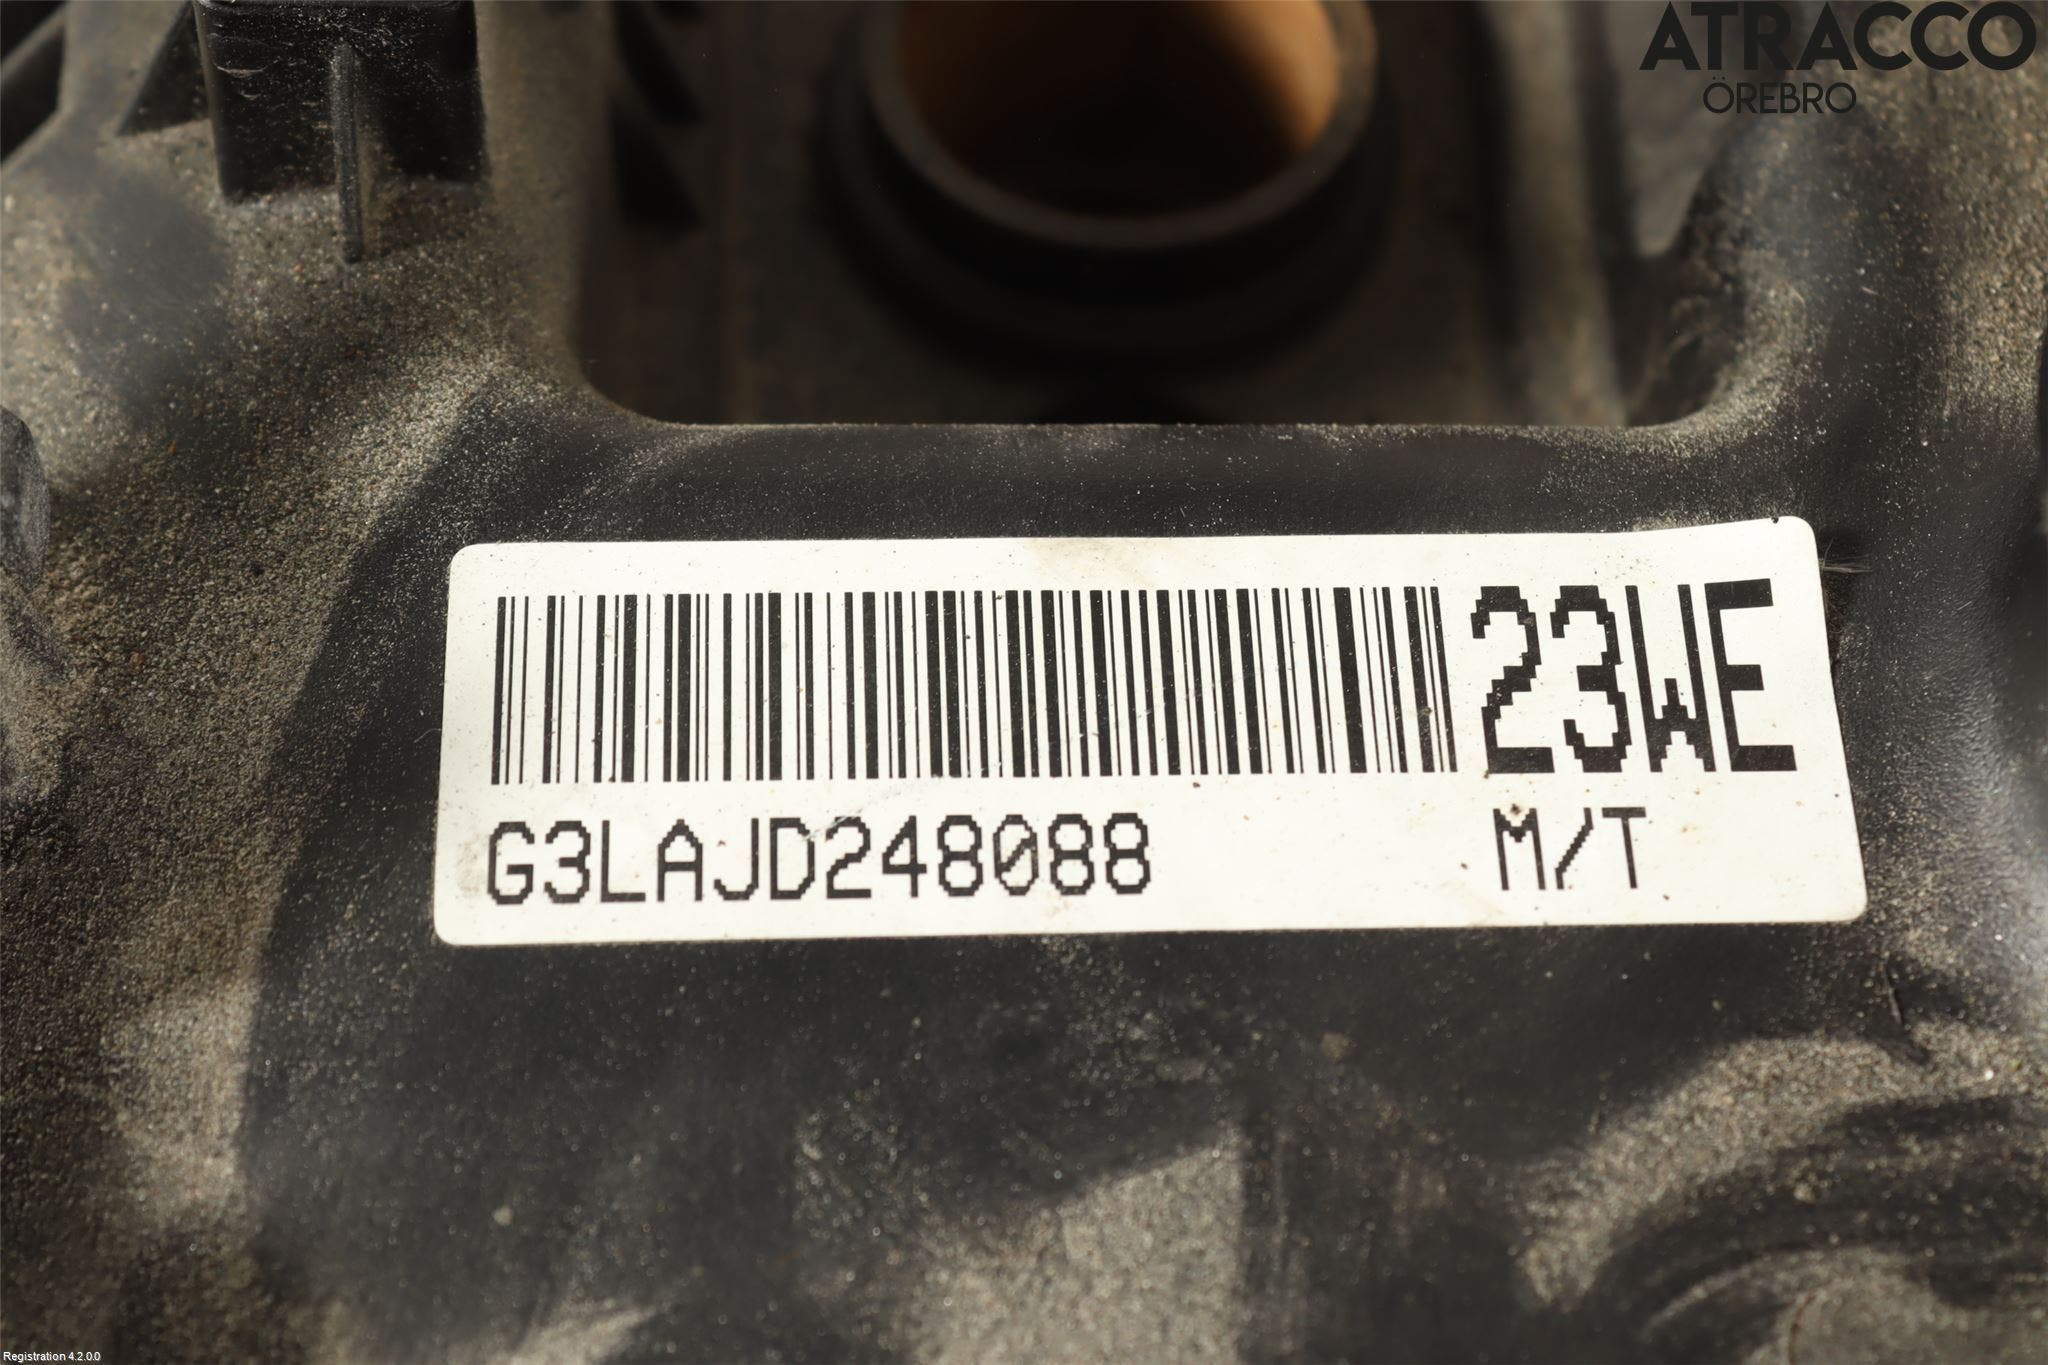 ATRACCO
ÖREBRO
23WE
G3LAJD248088
M/T
Registration 4.2.0.0